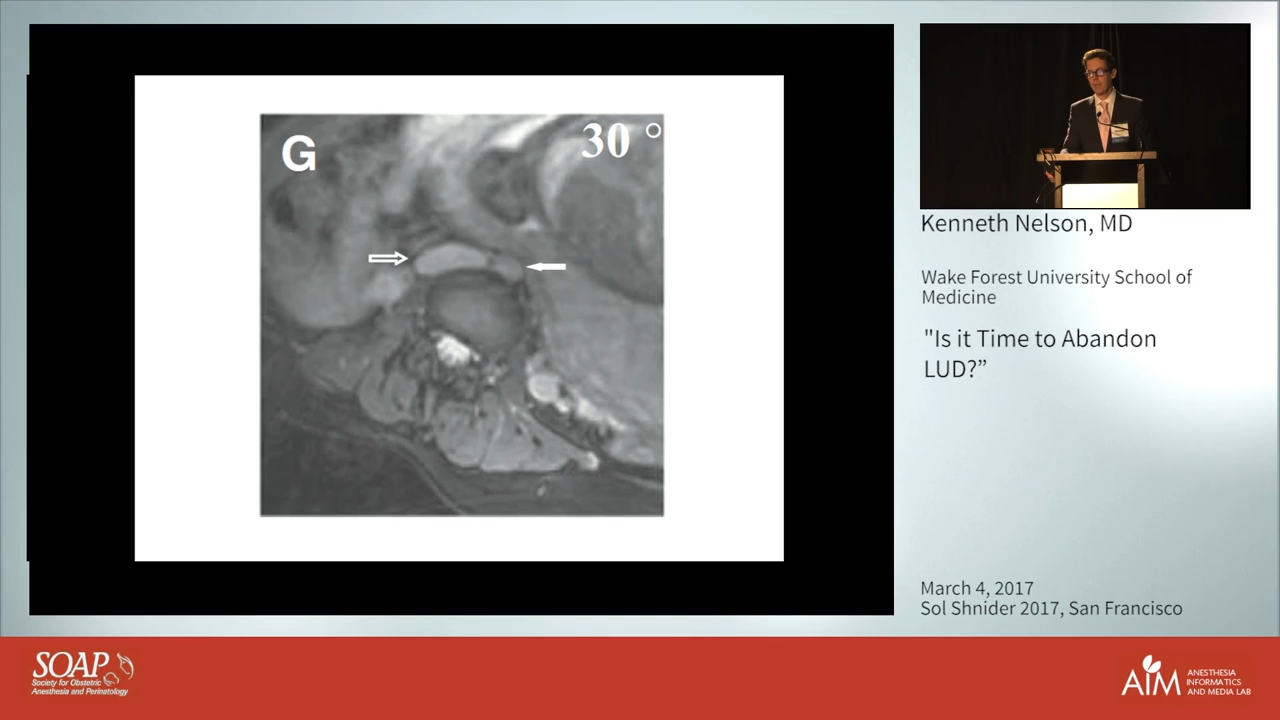 G
30 °
Kenneth Nelson, MD
Wake Forest University School of
Medicine
"Is it Time to Abandon
LUD?”
March 4, 2017
Sol Shnider 2017, San Francisco
SOAP
Society for Obstetric
Anesthesia and Perinatology
AIM
ANESTHESIA
INFORMATICS
AND MEDIA LAB